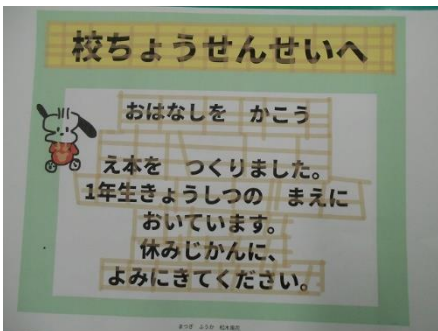 校ちょうせんせいへ
おはなしを　かこう
え本を　つくりました。
1年生きょうしつの　まえに
おいています。
休みじかんに、
よみにきてください。